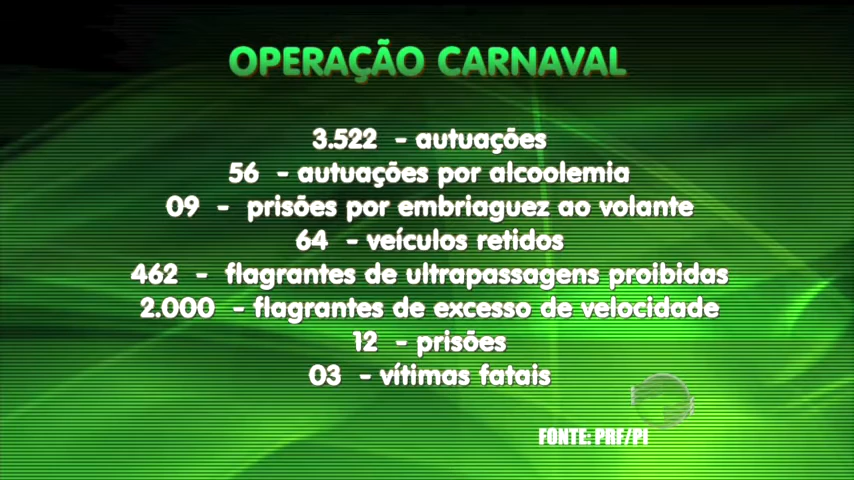 OPERAÇÃO CARNAVAL
3.522 - autuações
56 - autuações por alcoolemia
09 - prisões por embriaguez ao volante
64 - veículos retidos
462 - flagrantes de ultrapassagens proibidas
2.000 - flagrantes de excesso de velocidade
12 - prisões
03 - vítimas fatais
FONTE: PRF/PI